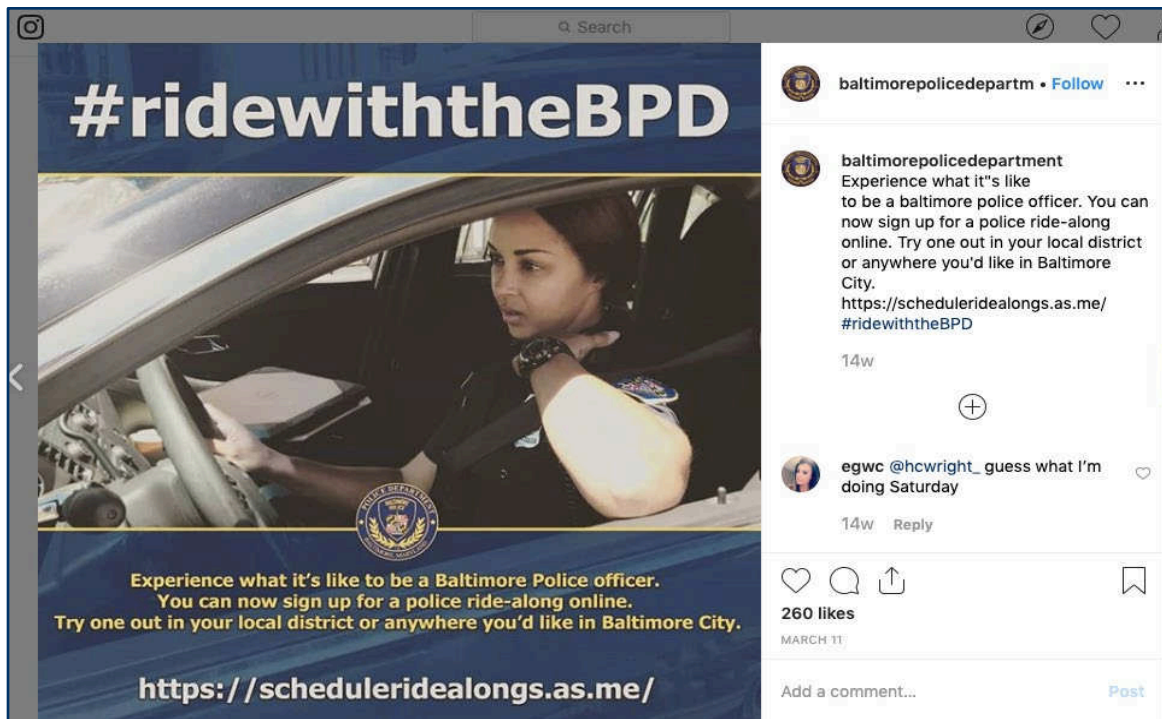 Search
#ridewiththeBPD
POLICE DEPARTMENT
BALTIMORE, MARYLAND
Experience what it's like to be a Baltimore Police officer.
You can now sign up for a police ride-along online.
Try one out in your local district or anywhere you'd like in Baltimore City.
https://scheduleridealongs.as.me/
baltimorepolicedepartm • Follow
baltimorepolicedepartment
Experience what it"s like
to be a baltimore police officer. You can
now sign up for a police ride-along
online. Try one out in your local district
or anywhere you'd like in Baltimore
City.
https://scheduleridealongs.as.me/
#ridewiththeBPD
14w
egwc @hcwright_ guess what I'm
doing Saturday
14w Reply
260 likes
MARCH 11
Add a comment... Post